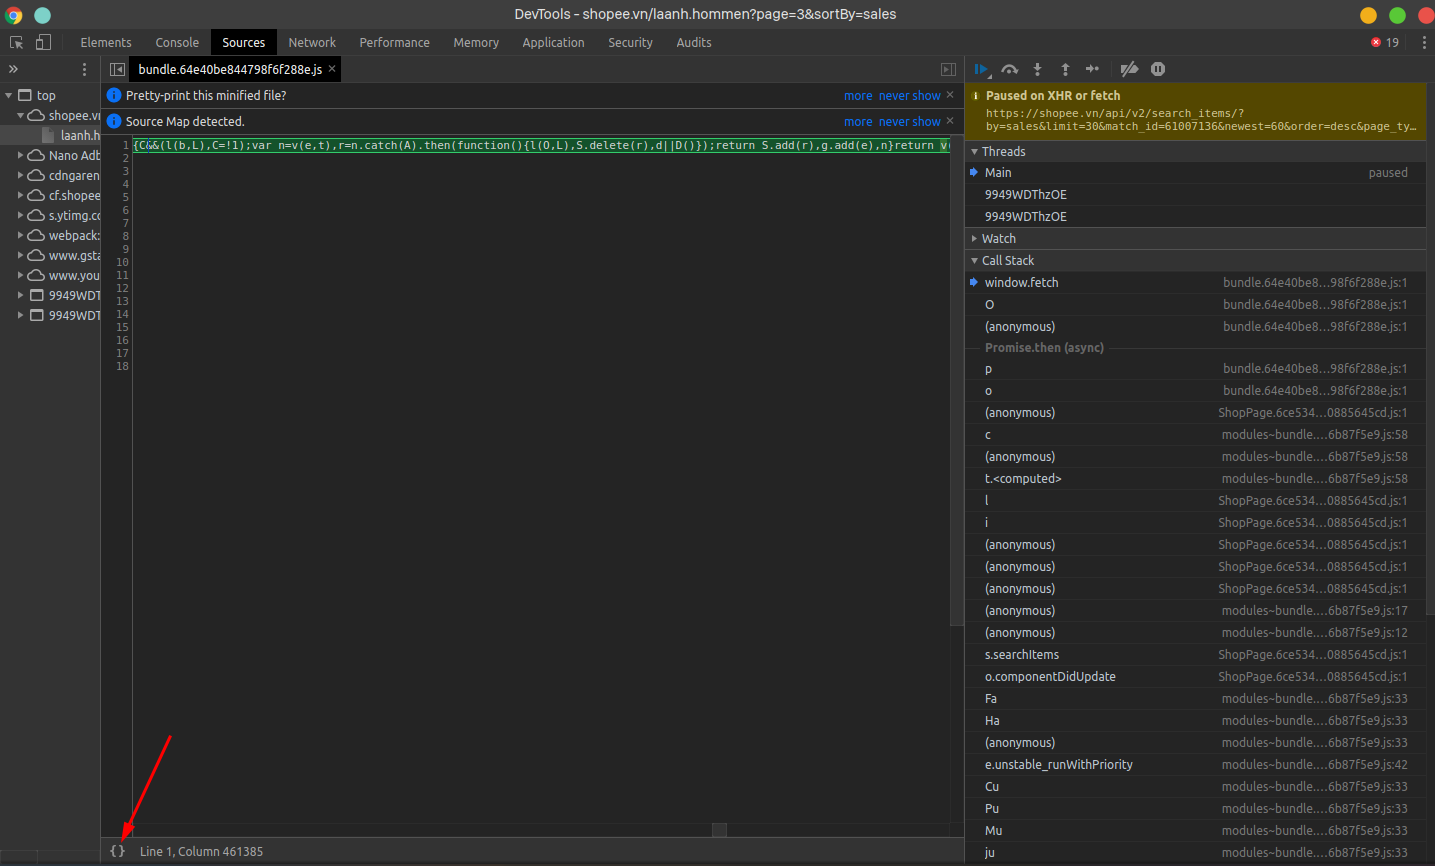 DevTools - shopee.vn/laanh.hommen?page=3&sortBy=sales
Elements Console Sources Network Performance Memory Application Security Audits 19
bundle.64e40be844798f6f288e.js
Pretty-print this minified file? more never show
Source Map detected. more never show
top
shopee.vn
laanh.h
Nano Adb
cdngaren
cf.shopee
s.ytimg.co
webpack:
www.gsta
www.you
9949WDT
9949WDT
1 {C&&(l(b,L),C=!1);var n=v(e,t),r=n.catch(A).then(function(){l(O,L),S.delete(r),d||D()});return S.add(r),g.add(e),n}return v(
2
3
4
5
6
7
8
9
10
11
12
13
14
15
16
17
18
{} Line 1, Column 461385
Paused on XHR or fetch
https://shopee.vn/api/v2/search_items/?
by=sales&limit=30&match_id=61007136&newest=60&order=desc&page_ty…
Threads
Main paused
9949WDThzOE
9949WDThzOE
Watch
Call Stack
window.fetch bundle.64e40be8…98f6f288e.js:1
O bundle.64e40be8…98f6f288e.js:1
(anonymous) bundle.64e40be8…98f6f288e.js:1
Promise.then (async)
p bundle.64e40be8…98f6f288e.js:1
o bundle.64e40be8…98f6f288e.js:1
(anonymous) ShopPage.6ce534…0885645cd.js:1
c modules~bundle.…6b87f5e9.js:58
(anonymous) modules~bundle.…6b87f5e9.js:58
t.<computed> modules~bundle.…6b87f5e9.js:58
l ShopPage.6ce534…0885645cd.js:1
i ShopPage.6ce534…0885645cd.js:1
(anonymous) ShopPage.6ce534…0885645cd.js:1
(anonymous) ShopPage.6ce534…0885645cd.js:1
(anonymous) ShopPage.6ce534…0885645cd.js:1
(anonymous) modules~bundle.…6b87f5e9.js:17
(anonymous) modules~bundle.…6b87f5e9.js:12
s.searchItems ShopPage.6ce534…0885645cd.js:1
o.componentDidUpdate ShopPage.6ce534…0885645cd.js:1
Fa modules~bundle.…6b87f5e9.js:33
Ha modules~bundle.…6b87f5e9.js:33
(anonymous) modules~bundle.…6b87f5e9.js:33
e.unstable_runWithPriority modules~bundle.…6b87f5e9.js:42
Cu modules~bundle.…6b87f5e9.js:33
Pu modules~bundle.…6b87f5e9.js:33
Mu modules~bundle.…6b87f5e9.js:33
ju modules~bundle.…6b87f5e9.js:33